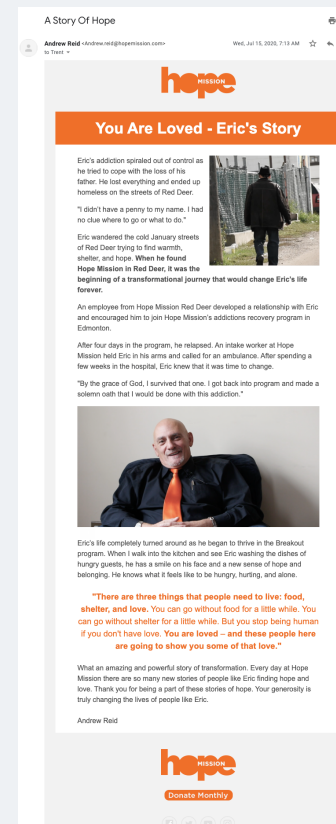 A Story Of Hope
Andrew Reid <Andrew.reid@hopemission.com>
Wed, Jul 15, 2020, 7:13 AM
to Trent
hope
MISSION
You Are Loved - Eric's Story
Eric's addiction spiraled out of control as
he tried to cope with the loss of his
father. He lost everything and ended up
homeless on the streets of Red Deer.
"I didn't have a penny to my name. I had
no clue where to go or what to do."
Eric wandered the cold January streets
of Red Deer trying to find warmth,
shelter, and hope. When he found
Hope Mission in Red Deer, it was the
beginning of a transformational journey that would change Eric's life
forever.
An employee from Hope Mission Red Deer developed a relationship with Eric
and encouraged him to join Hope Mission's addictions recovery program in
Edmonton.
After four days in the program, he relapsed. An intake worker at Hope
Mission held Eric in his arms and called for an ambulance. After spending a
few weeks in the hospital, Eric knew that it was time to change.
"By the grace of God, I survived that one. I got back into program and made a
solemn oath that I would be done with this addiction."
Eric's life completely turned around as he began to thrive in the Breakout
program. When I walk into the kitchen and see Eric washing the dishes of
hungry guests, he has a smile on his face and a new sense of hope and
belonging. He knows what it feels like to be hungry, hurting, and alone.
"There are three things that people need to live: food,
shelter, and love. You can go without food for a little while. You
can go without shelter for a little while. But you stop being human
if you don't have love. You are loved – and these people here
are going to show you some of that love."
What an amazing and powerful story of transformation. Every day at Hope
Mission there are so many new stories of people like Eric finding hope and
love. Thank you for being a part of these stories of hope. Your generosity is
truly changing the lives of people like Eric.
Andrew Reid
hope
MISSION
Donate Monthly